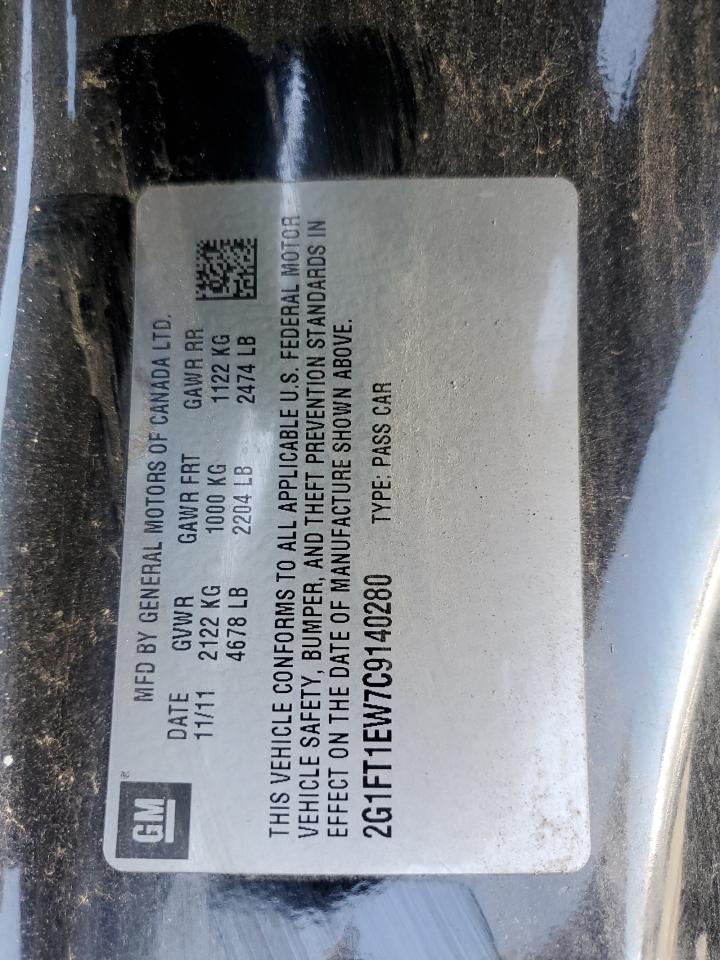 GM
®
MFD BY GENERAL MOTORS OF CANADA LTD.
DATE GVWR GAWR FRT GAWR RR
11/11 2122 KG 1000 KG 1122 KG
4678 LB 2204 LB 2474 LB
THIS VEHICLE CONFORMS TO ALL APPLICABLE U.S. FEDERAL MOTOR
VEHICLE SAFETY, BUMPER, AND THEFT PREVENTION STANDARDS IN
EFFECT ON THE DATE OF MANUFACTURE SHOWN ABOVE.
2G1FT1EW7C9140280 TYPE: PASS CAR